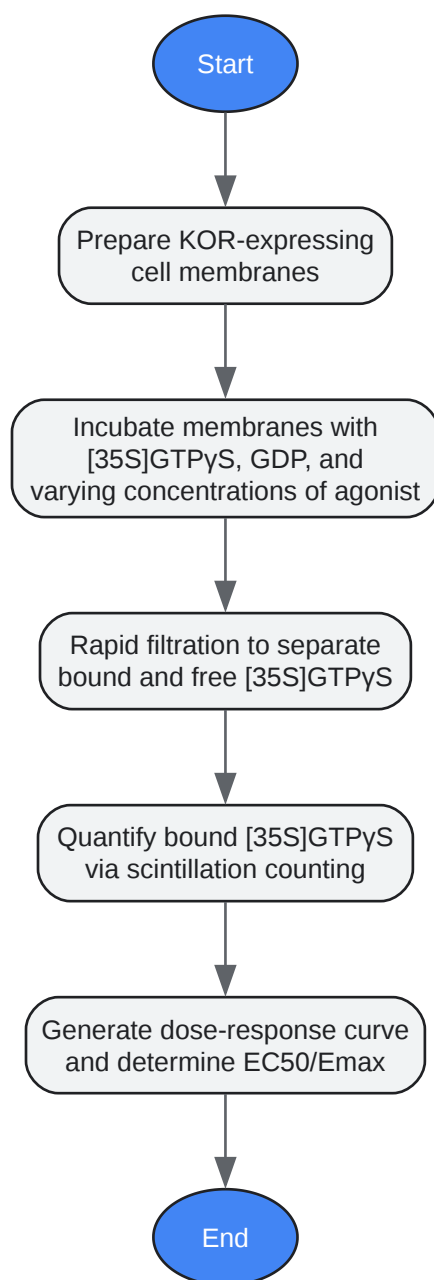 Start
Prepare KOR-expressing
cell membranes
Incubate membranes with
[35S]GTPγS, GDP, and
varying concentrations of agonist
Rapid filtration to separate
bound and free [35S]GTPγS
Quantify bound [35S]GTPγS
via scintillation counting
Generate dose-response curve
and determine EC50/Emax
End